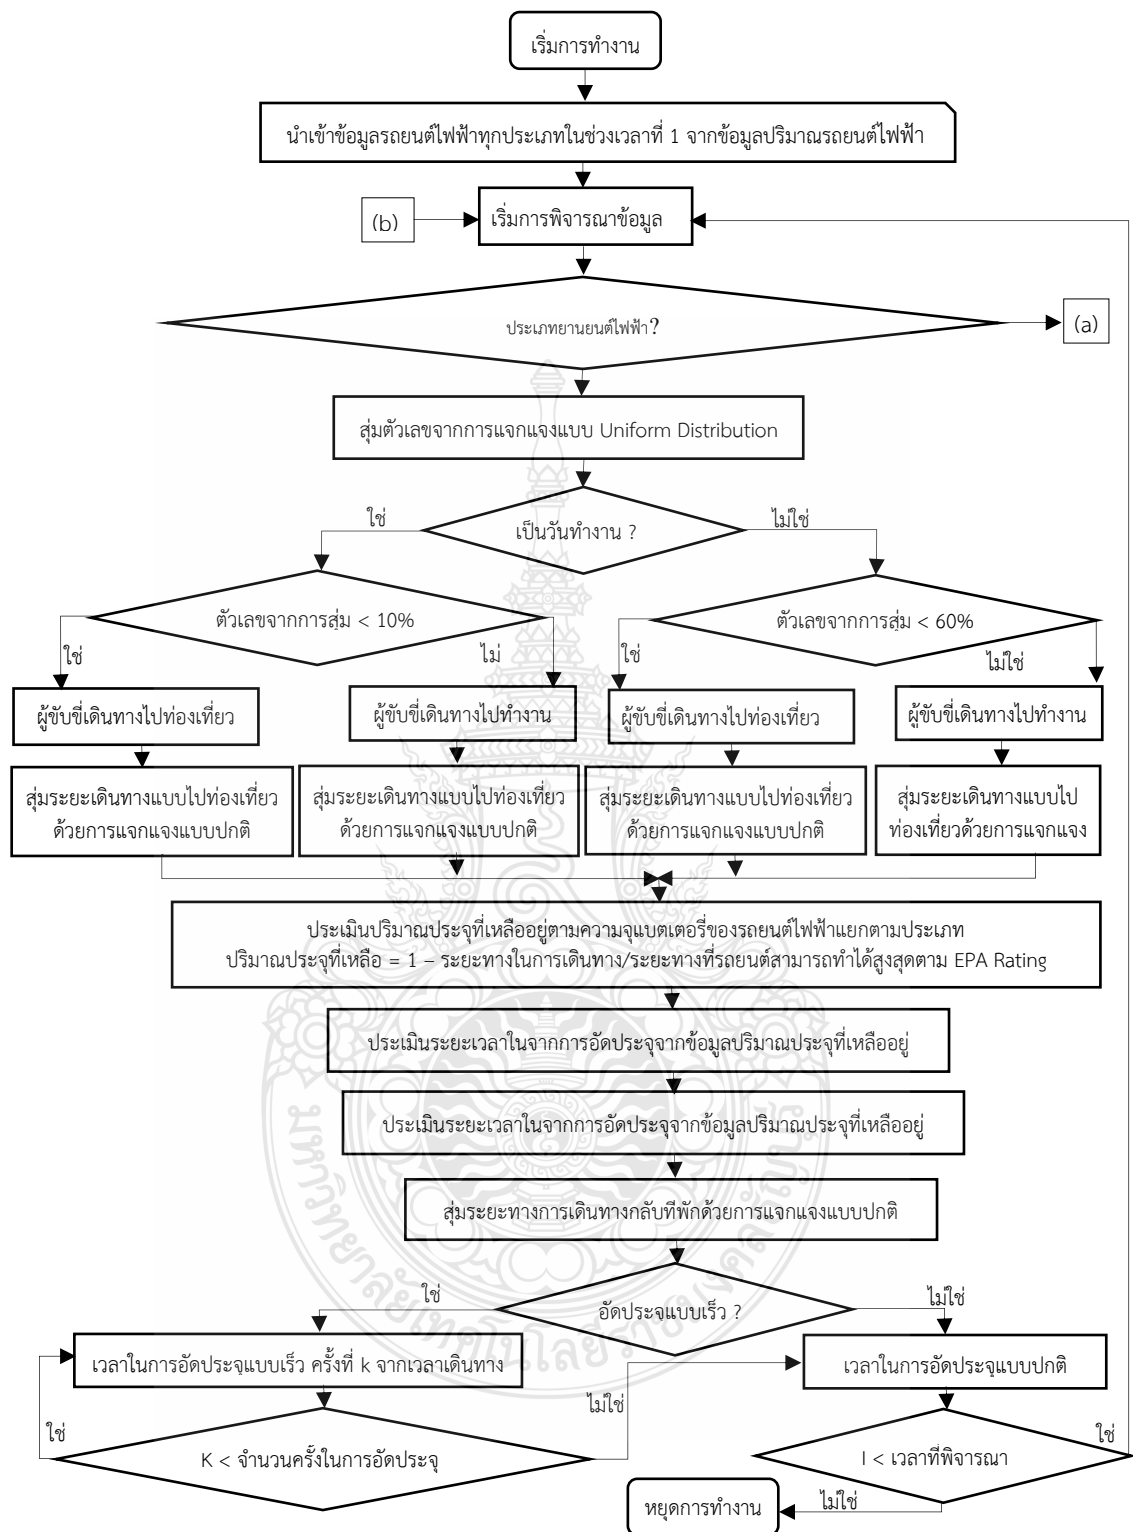 เริ่มการทำงาน
นำเข้าข้อมูลรถยนต์ไฟฟ้าทุกประเภทในช่วงเวลาที่ 1 จากข้อมูลปริมาณรถยนต์ไฟฟ้า
(b)
เริ่มการพิจารณาข้อมูล
ประเภทยานยนต์ไฟฟ้า?
(a)
สุ่มตัวเลขจากการแจกแจงแบบ Uniform Distribution
ใช่
เป็นวันทำงาน ?
ไม่ใช่
ตัวเลขจากการสุ่ม < 10%
ตัวเลขจากการสุ่ม < 60%
ใช่
ไม่
ใช่
ไม่ใช่
ผู้ขับขี่เดินทางไปท่องเที่ยว
ผู้ขับขี่เดินทางไปทำงาน
ผู้ขับขี่เดินทางไปท่องเที่ยว
ผู้ขับขี่เดินทางไปทำงาน
สุ่มระยะเดินทางแบบไปท่องเที่ยว
ด้วยการแจกแจงแบบปกติ
สุ่มระยะเดินทางแบบไปท่องเที่ยว
ด้วยการแจกแจงแบบปกติ
สุ่มระยะเดินทางแบบไปท่องเที่ยว
ด้วยการแจกแจงแบบปกติ
สุ่มระยะเดินทางแบบไป
ท่องเที่ยวด้วยการแจกแจง
ประเมินปริมาณประจุที่เหลืออยู่ตามความจุแบตเตอรี่ของรถยนต์ไฟฟ้าแยกตามประเภท
ปริมาณประจุที่เหลือ = 1 – ระยะทางในการเดินทาง/ระยะทางที่รถยนต์สามารถทำได้สูงสุดตาม EPA Rating
ประเมินระยะเวลาในจากการอัดประจุจากข้อมูลปริมาณประจุที่เหลืออยู่
ประเมินระยะเวลาในจากการอัดประจุจากข้อมูลปริมาณประจุที่เหลืออยู่
สุ่มระยะทางการเดินทางกลับที่พักด้วยการแจกแจงแบบปกติ
ใช่
อัดประจุแบบเร็ว ?
ไม่ใช่
เวลาในการอัดประจุแบบเร็ว ครั้งที่ k จากเวลาเดินทาง
เวลาในการอัดประจุแบบปกติ
ใช่
ไม่ใช่
ใช่
K < จำนวนครั้งในการอัดประจุ
I < เวลาที่พิจารณา
หยุดการทำงาน
ไม่ใช่
มหาวิทยาลัยเทคโนโลยีราชมงคลธัญบุรี